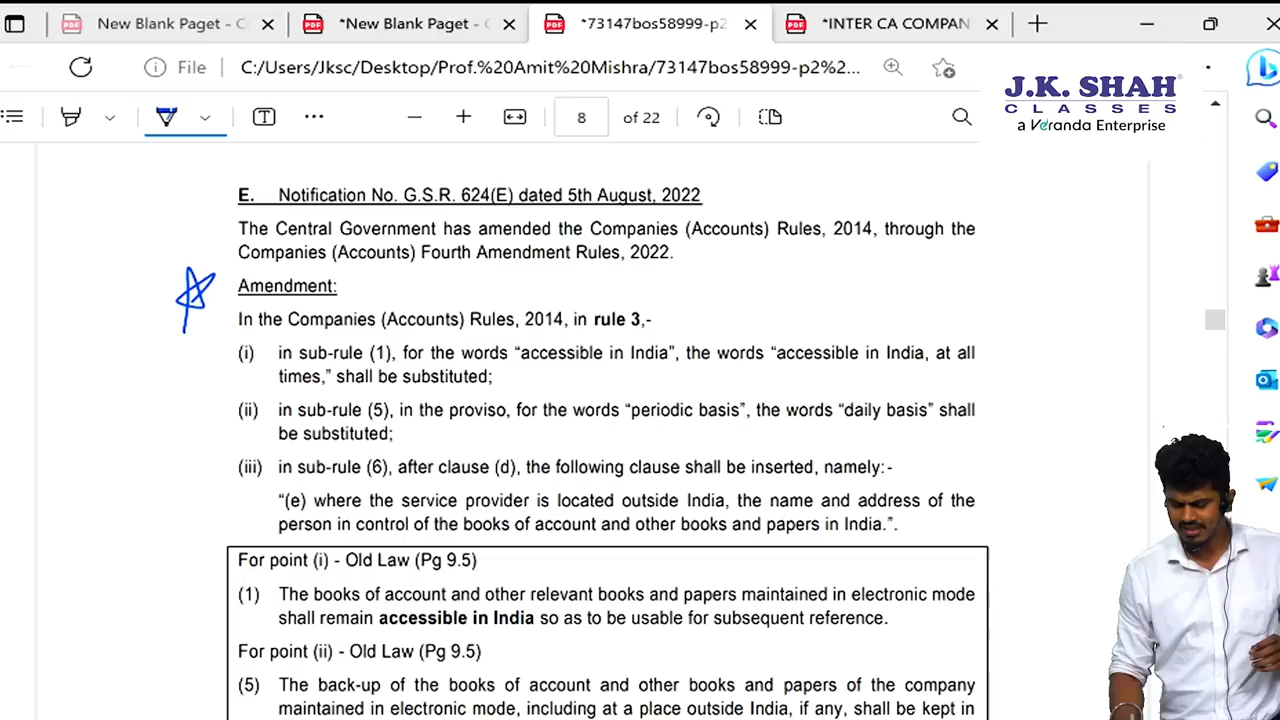 New Blank Paget - C
*New Blank Paget - C
*73147bos58999-p2
*INTER CA COMPAN
File
C:/Users/Jksc/Desktop/Prof.%20Amit%20Mishra/73147bos58999-p2%2...
J.K. SHAH
CLASSES
a Veranda Enterprise
8 of 22
E. Notification No. G.S.R. 624(E) dated 5th August, 2022
The Central Government has amended the Companies (Accounts) Rules, 2014, through the
Companies (Accounts) Fourth Amendment Rules, 2022.
Amendment:
In the Companies (Accounts) Rules, 2014, in rule 3,-
(i) in sub-rule (1), for the words “accessible in India”, the words “accessible in India, at all
times,” shall be substituted;
(ii) in sub-rule (5), in the proviso, for the words “periodic basis”, the words “daily basis” shall
be substituted;
(iii) in sub-rule (6), after clause (d), the following clause shall be inserted, namely:-
“(e) where the service provider is located outside India, the name and address of the
person in control of the books of account and other books and papers in India.”.
For point (i) - Old Law (Pg 9.5)
(1) The books of account and other relevant books and papers maintained in electronic mode
shall remain accessible in India so as to be usable for subsequent reference.
For point (ii) - Old Law (Pg 9.5)
(5) The back-up of the books of account and other books and papers of the company
maintained in electronic mode, including at a place outside India, if any, shall be kept in